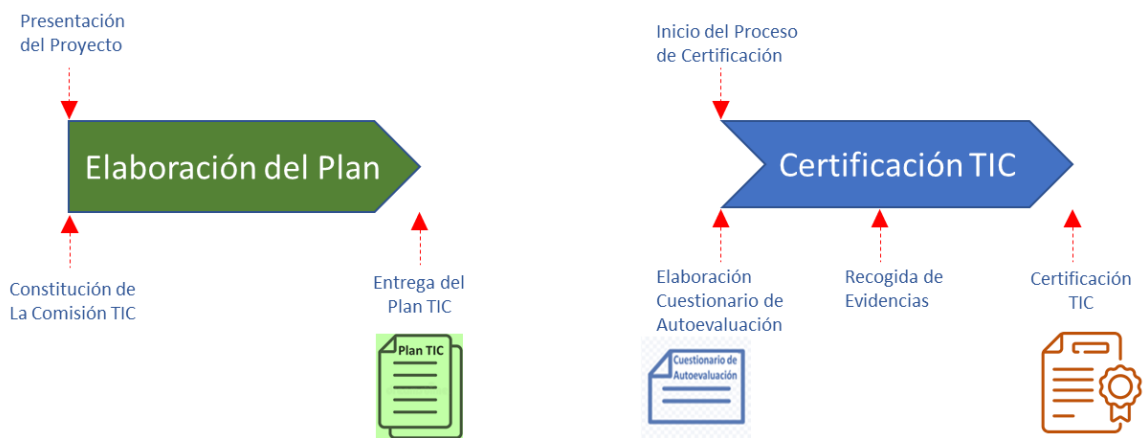 Presentación
del Proyecto
Elaboración del Plan
Constitución de
La Comisión TIC
Entrega del
Plan TIC
Plan TIC
Inicio del Proceso
de Certificación
Certificación TIC
Elaboración
Cuestionario de
Autoevaluación
Cuestionario de
Autoevaluación
Recogida de
Evidencias
Certificación
TIC